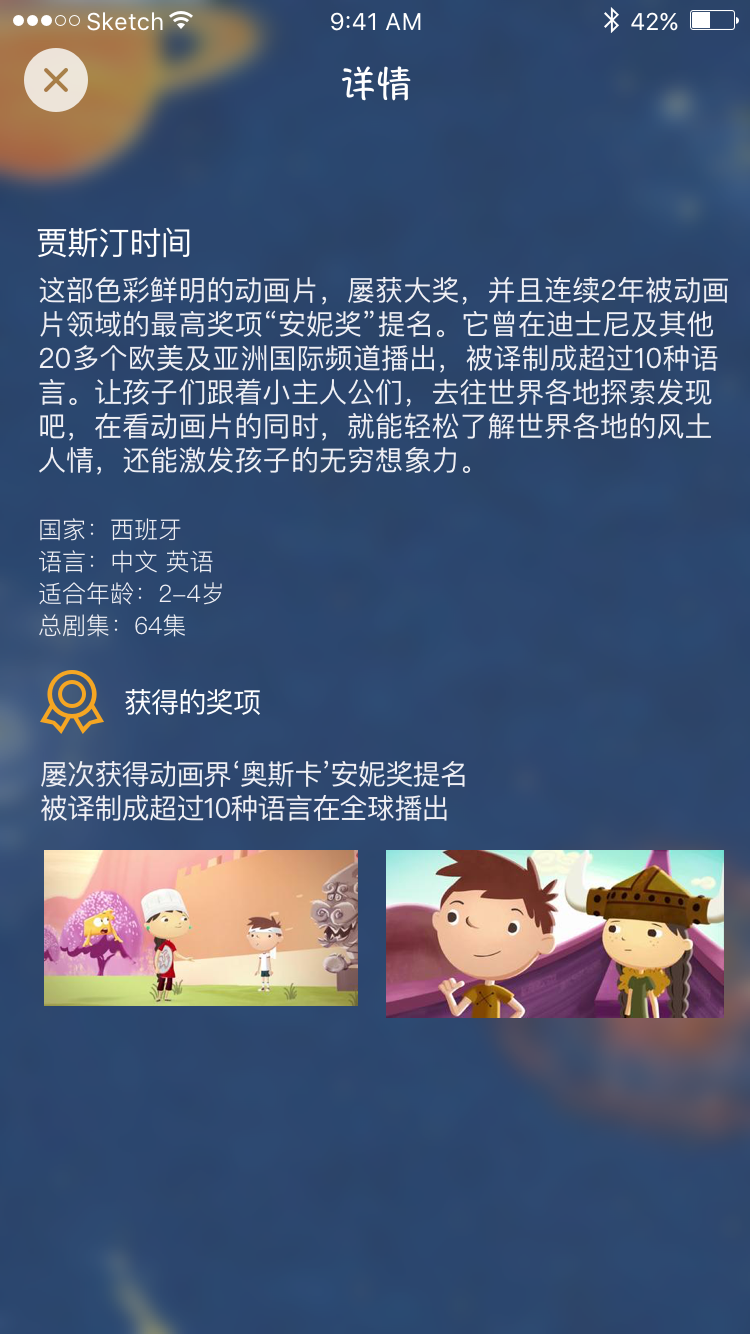 Sketch 9:41 AM 42%
详情
贾斯汀时间
这部色彩鲜明的动画片，屡获大奖，并且连续2年被动画
片领域的最高奖项“安妮奖”提名。它曾在迪士尼及其他
20多个欧美及亚洲国际频道播出，被译制成超过10种语
言。让孩子们跟着小主人公们，去往世界各地探索发现
吧，在看动画片的同时，就能轻松了解世界各地的风土
人情，还能激发孩子的无穷想象力。
国家：西班牙
语言：中文 英语
适合年龄：2-4岁
总剧集：64集
获得的奖项
屡次获得动画界‘奥斯卡’安妮奖提名
被译制成超过10种语言在全球播出